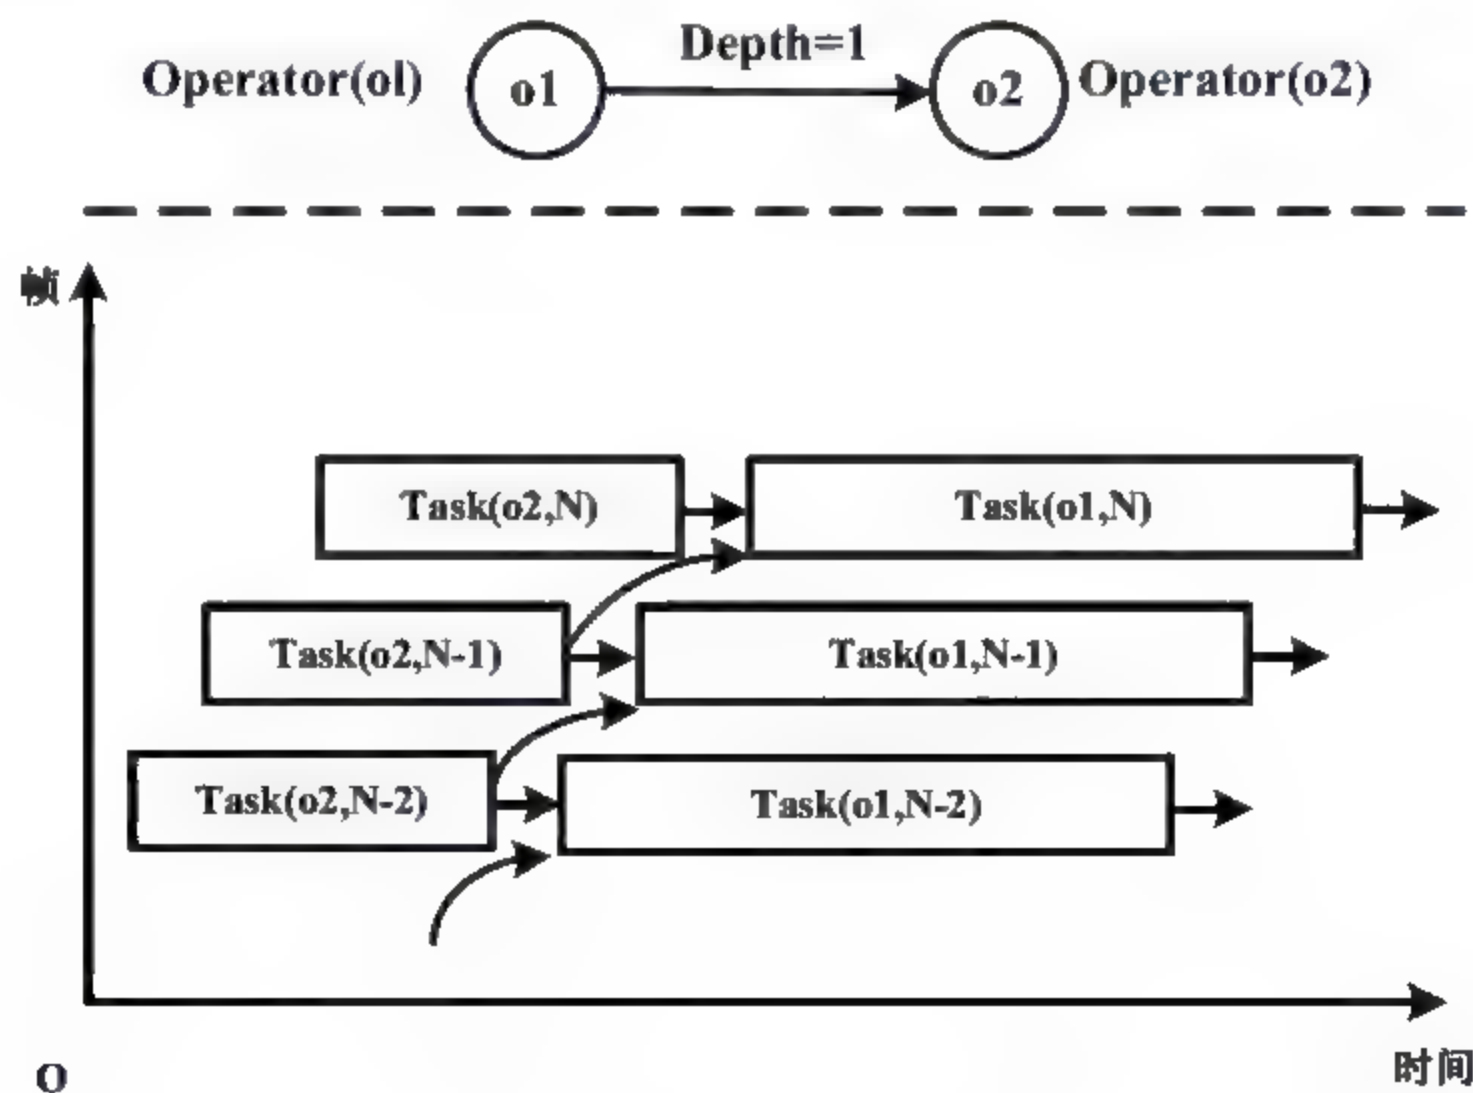 Depth=1
Operator(ol) o1 o2 Operator(o2)
帧
Task(o2,N) Task(o1,N)
Task(o2,N-1) Task(o1,N-1)
Task(o2,N-2) Task(o1,N-2)
O 时间